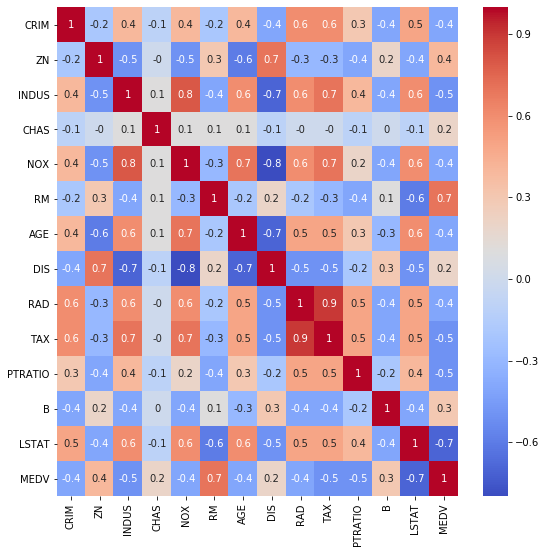 CRIM 1 -0.2 0.4 -0.1 0.4 -0.2 0.4 -0.4 0.6 0.6 0.3 -0.4 0.5 -0.4
ZN -0.2 1 -0.5 -0 -0.5 0.3 -0.6 0.7 -0.3 -0.3 -0.4 0.2 -0.4 0.4
INDUS 0.4 -0.5 1 0.1 0.8 -0.4 0.6 -0.7 0.6 0.7 0.4 -0.4 0.6 -0.5
CHAS -0.1 -0 0.1 1 0.1 0.1 0.1 -0.1 -0 -0 -0.1 0 -0.1 0.2
NOX 0.4 -0.5 0.8 0.1 1 -0.3 0.7 -0.8 0.6 0.7 0.2 -0.4 0.6 -0.4
RM -0.2 0.3 -0.4 0.1 -0.3 1 -0.2 0.2 -0.2 -0.3 -0.4 0.1 -0.6 0.7
AGE 0.4 -0.6 0.6 0.1 0.7 -0.2 1 -0.7 0.5 0.5 0.3 -0.3 0.6 -0.4
DIS -0.4 0.7 -0.7 -0.1 -0.8 0.2 -0.7 1 -0.5 -0.5 -0.2 0.3 -0.5 0.2
RAD 0.6 -0.3 0.6 -0 0.6 -0.2 0.5 -0.5 1 0.9 0.5 -0.4 0.5 -0.4
TAX 0.6 -0.3 0.7 -0 0.7 -0.3 0.5 -0.5 0.9 1 0.5 -0.4 0.5 -0.5
PTRATIO 0.3 -0.4 0.4 -0.1 0.2 -0.4 0.3 -0.2 0.5 0.5 1 -0.2 0.4 -0.5
B -0.4 0.2 -0.4 0 -0.4 0.1 -0.3 0.3 -0.4 -0.4 -0.2 1 -0.4 0.3
LSTAT 0.5 -0.4 0.6 -0.1 0.6 -0.6 0.6 -0.5 0.5 0.5 0.4 -0.4 1 -0.7
MEDV -0.4 0.4 -0.5 0.2 -0.4 0.7 -0.4 0.2 -0.4 -0.5 -0.5 0.3 -0.7 1
CRIM ZN INDUS CHAS NOX RM AGE DIS RAD TAX PTRATIO B LSTAT MEDV
0.9
0.6
0.3
0.0
-0.3
-0.6